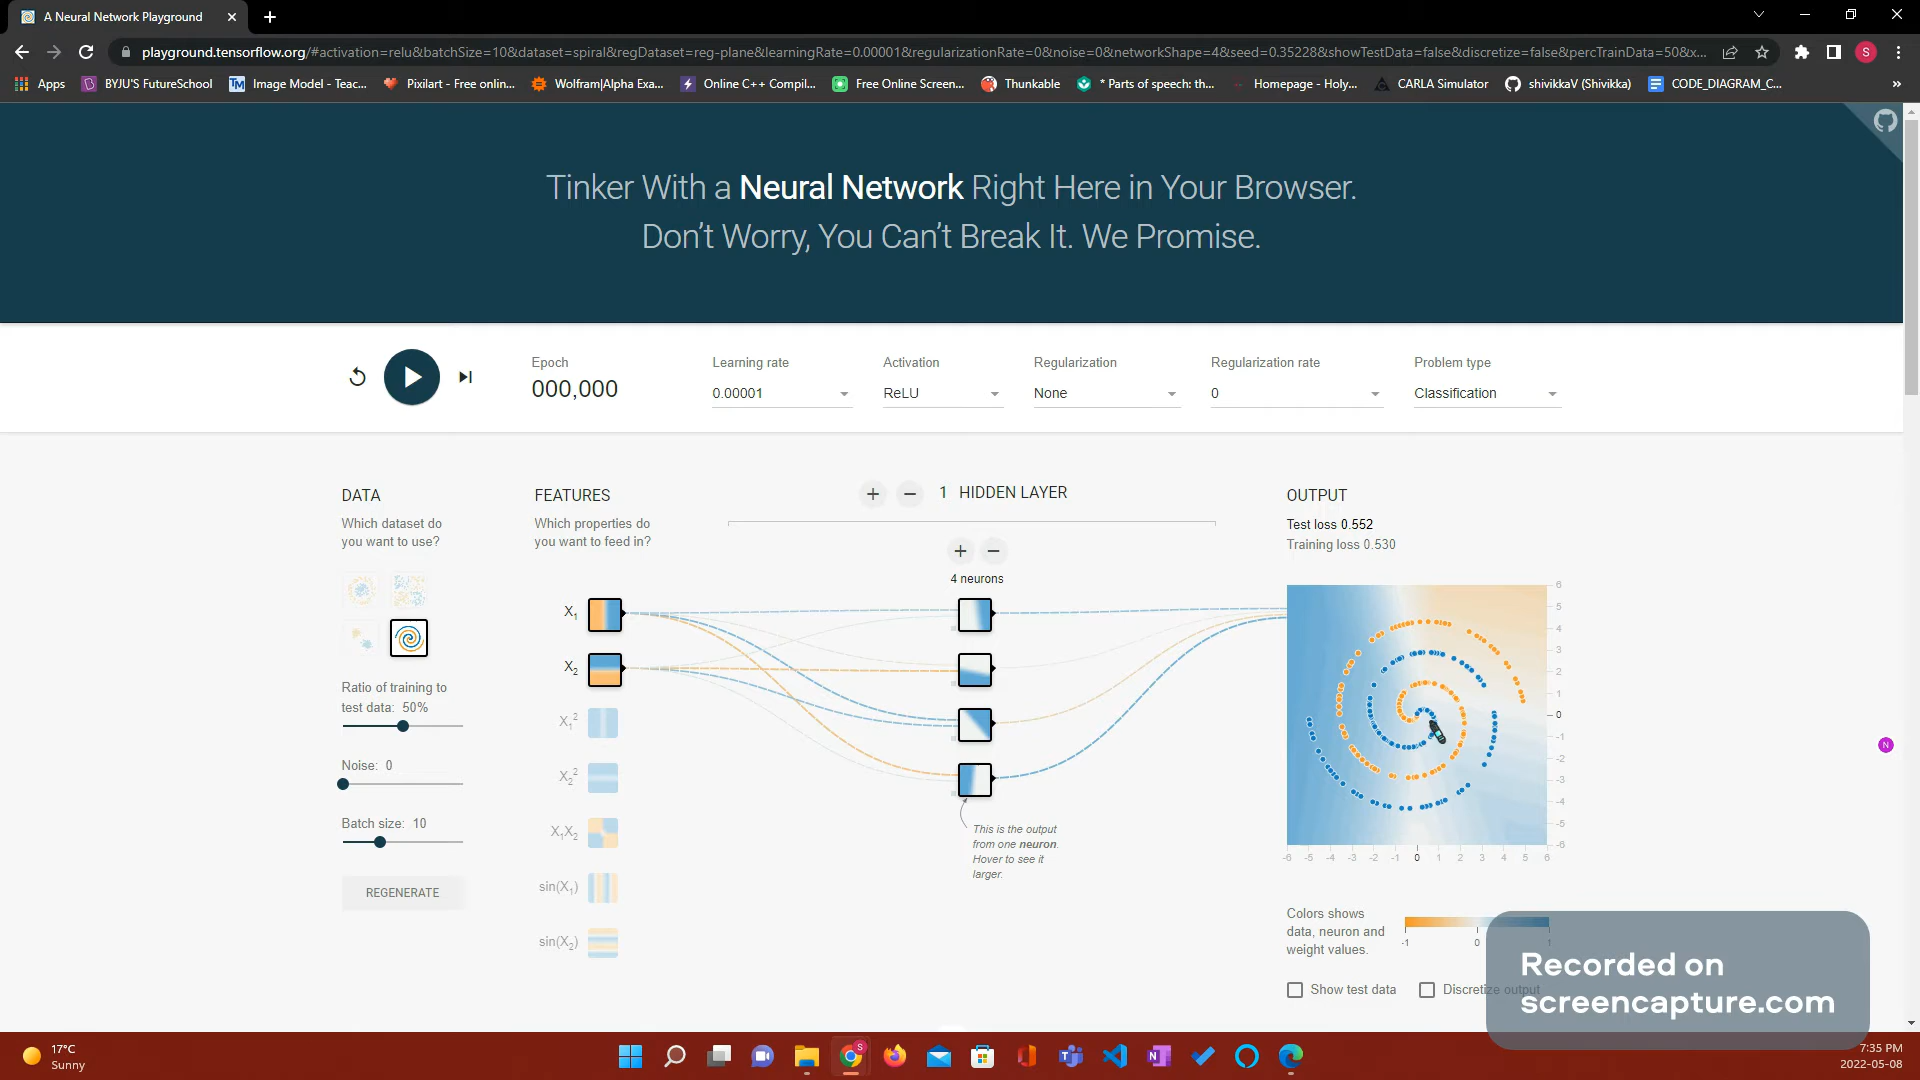 A Neural Network Playground
playground.tensorflow.org/#activation=relu&batchSize=10&dataset=spiral&regDataset=reg-plane&learningRate=0.00001&regularizationRate=0&noise=0&networkShape=4&seed=0.35228&showTestData=false&discretize=false&percTrainData=50&x...
S
Apps BYJU'S FutureSchool TM Image Model - Teac... Pixilart - Free onlin... Wolfram|Alpha Exa... Online C++ Compil... Free Online Screen... Thunkable * Parts of speech: th... Homepage - Holy... CARLA Simulator shivikkaV (Shivikka) CODE_DIAGRAM_C... »
Tinker With a Neural Network Right Here in Your Browser.
Don't Worry, You Can't Break It. We Promise.
Epoch Learning rate Activation Regularization Regularization rate Problem type
000,000 0.00001 ReLU None 0 Classification
DATA
Which dataset do
you want to use?
Ratio of training to
test data: 50%
Noise: 0
Batch size: 10
REGENERATE
FEATURES
Which properties do
you want to feed in?
X1
X2
X1²
X2²
X1X2
sin(X1)
sin(X2)
+ − 1 HIDDEN LAYER
+ −
4 neurons
This is the output
from one neuron.
Hover to see it
larger.
OUTPUT
Test loss 0.552
Training loss 0.530
6
5
4
3
2
1
0
-1
-2
-3
-4
-5
-6
-6 -5 -4 -3 -2 -1 0 1 2 3 4 5 6
N
Colors shows
data, neuron and
weight values.
-1 0 1
Show test data Discretize output
Recorded on
screencapture.com
17°C
Sunny
S
7:35 PM
2022-05-08